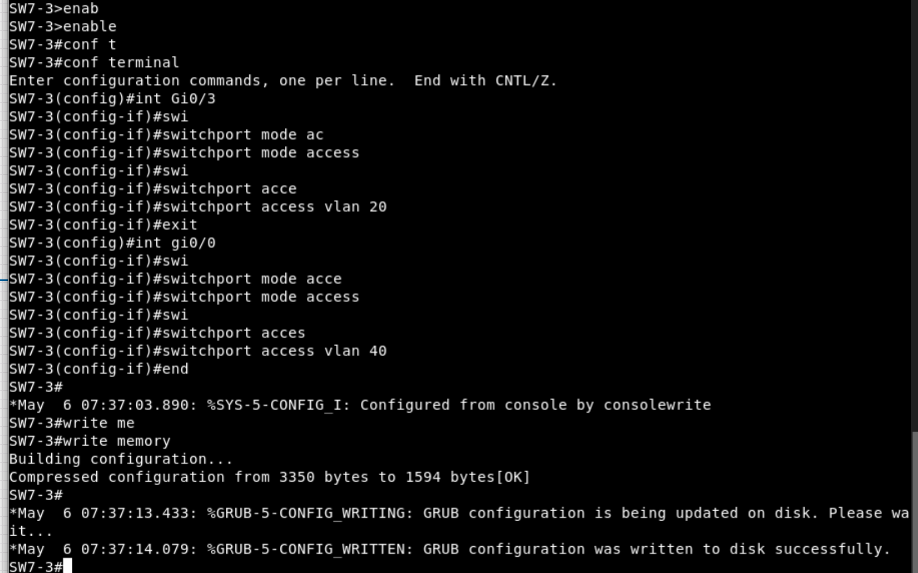 SW7-3>enab
SW7-3>enable
SW7-3#conf t
SW7-3#conf terminal
Enter configuration commands, one per line.  End with CNTL/Z.
SW7-3(config)#int Gi0/3
SW7-3(config-if)#swi
SW7-3(config-if)#switchport mode ac
SW7-3(config-if)#switchport mode access
SW7-3(config-if)#swi
SW7-3(config-if)#switchport acce
SW7-3(config-if)#switchport access vlan 20
SW7-3(config-if)#exit
SW7-3(config)#int gi0/0
SW7-3(config-if)#swi
SW7-3(config-if)#switchport mode acce
SW7-3(config-if)#switchport mode access
SW7-3(config-if)#swi
SW7-3(config-if)#switchport acces
SW7-3(config-if)#switchport access vlan 40
SW7-3(config-if)#end
SW7-3#
*May  6 07:37:03.890: %SYS-5-CONFIG_I: Configured from console by consolewrite
SW7-3#write me
SW7-3#write memory
Building configuration...
Compressed configuration from 3350 bytes to 1594 bytes[OK]
SW7-3#
*May  6 07:37:13.433: %GRUB-5-CONFIG_WRITING: GRUB configuration is being updated on disk. Please wa
it...
*May  6 07:37:14.079: %GRUB-5-CONFIG_WRITTEN: GRUB configuration was written to disk successfully.
SW7-3#